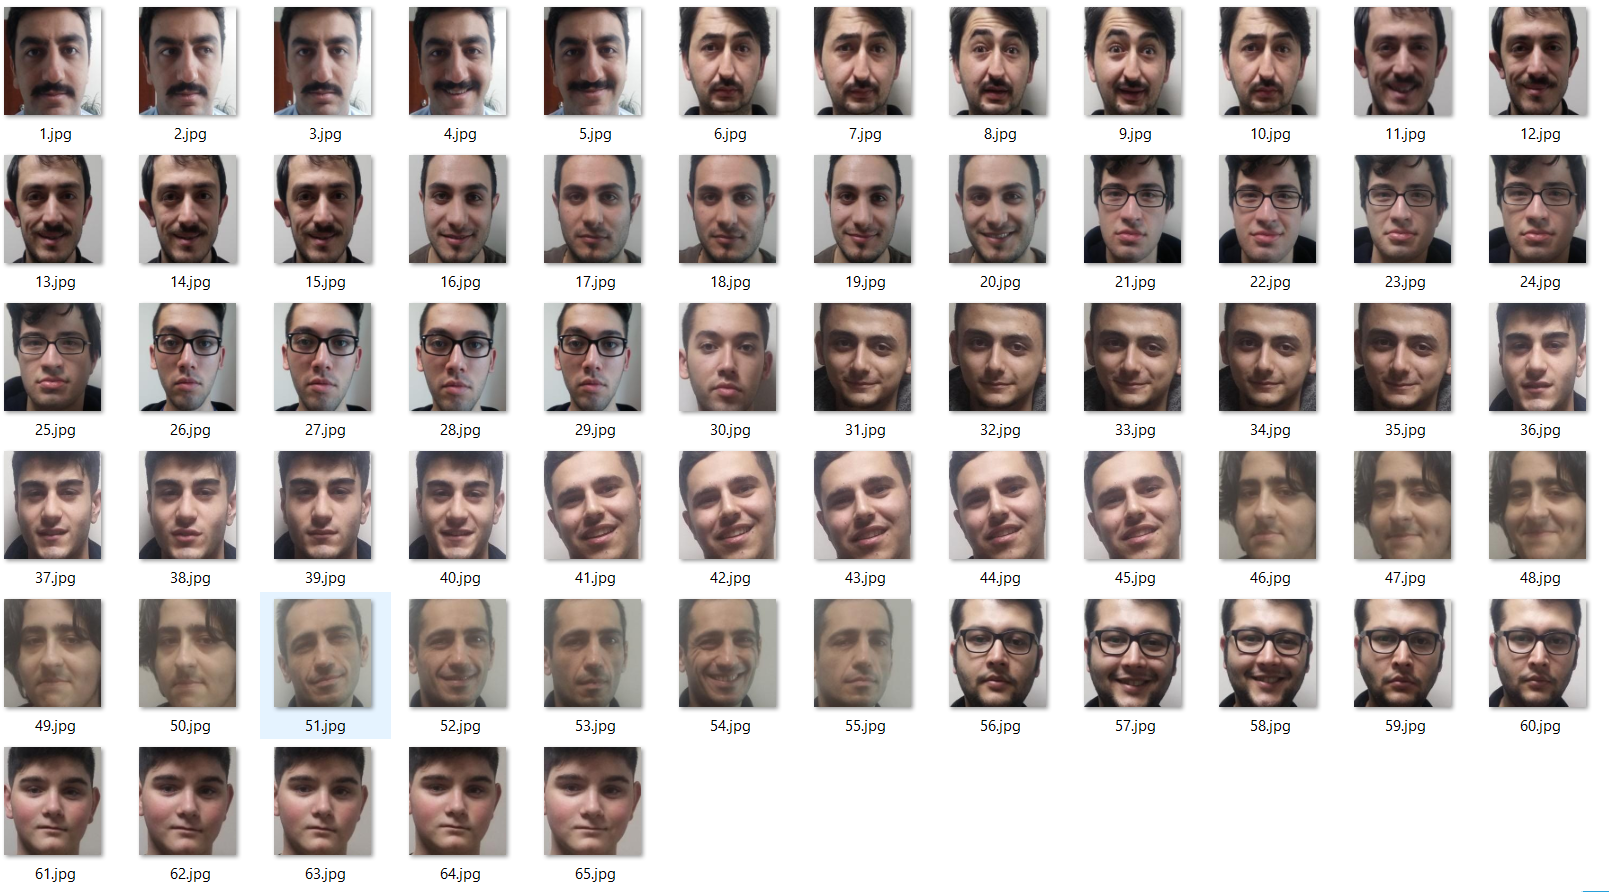 1.jpg 2.jpg 3.jpg 4.jpg 5.jpg 6.jpg 7.jpg 8.jpg 9.jpg 10.jpg 11.jpg 12.jpg
13.jpg 14.jpg 15.jpg 16.jpg 17.jpg 18.jpg 19.jpg 20.jpg 21.jpg 22.jpg 23.jpg 24.jpg
25.jpg 26.jpg 27.jpg 28.jpg 29.jpg 30.jpg 31.jpg 32.jpg 33.jpg 34.jpg 35.jpg 36.jpg
37.jpg 38.jpg 39.jpg 40.jpg 41.jpg 42.jpg 43.jpg 44.jpg 45.jpg 46.jpg 47.jpg 48.jpg
49.jpg 50.jpg 51.jpg 52.jpg 53.jpg 54.jpg 55.jpg 56.jpg 57.jpg 58.jpg 59.jpg 60.jpg
61.jpg 62.jpg 63.jpg 64.jpg 65.jpg